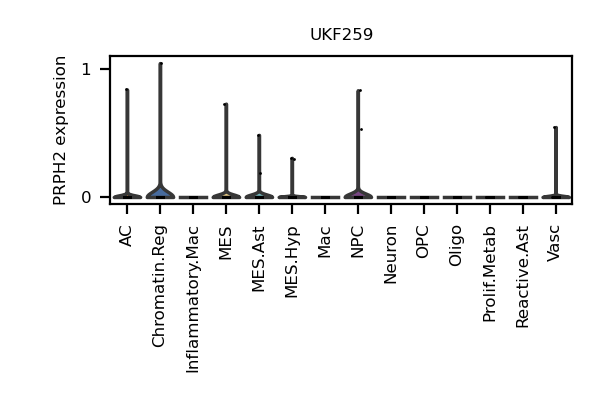 UKF259
PRPH2 expression
1
0
AC
Chromatin.Reg
Inflammatory.Mac
MES
MES.Ast
MES.Hyp
Mac
NPC
Neuron
OPC
Oligo
Prolif.Metab
Reactive.Ast
Vasc